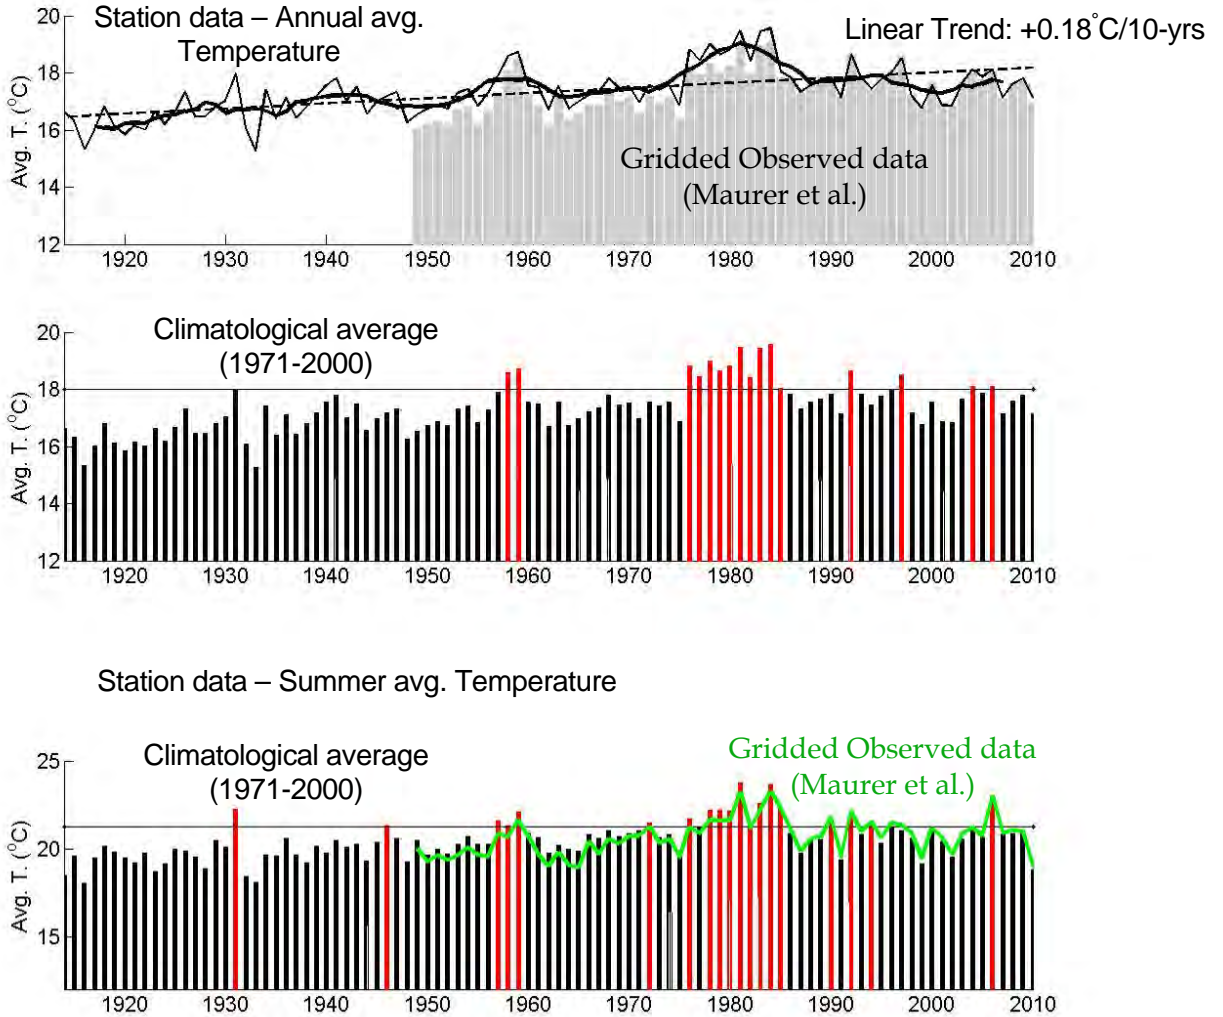 Station data – Annual avg.
Temperature
Linear Trend: +0.18°C/10-yrs
Avg. T. (°C)
20
18
16
14
12
Gridded Observed data
(Maurer et al.)
1920 1930 1940 1950 1960 1970 1980 1990 2000 2010
Climatological average
(1971-2000)
Avg. T. (°C)
20
18
16
14
12
1920 1930 1940 1950 1960 1970 1980 1990 2000 2010
Station data – Summer avg. Temperature
Climatological average
(1971-2000)
Gridded Observed data
(Maurer et al.)
Avg. T. (°C)
25
20
15
1920 1930 1940 1950 1960 1970 1980 1990 2000 2010